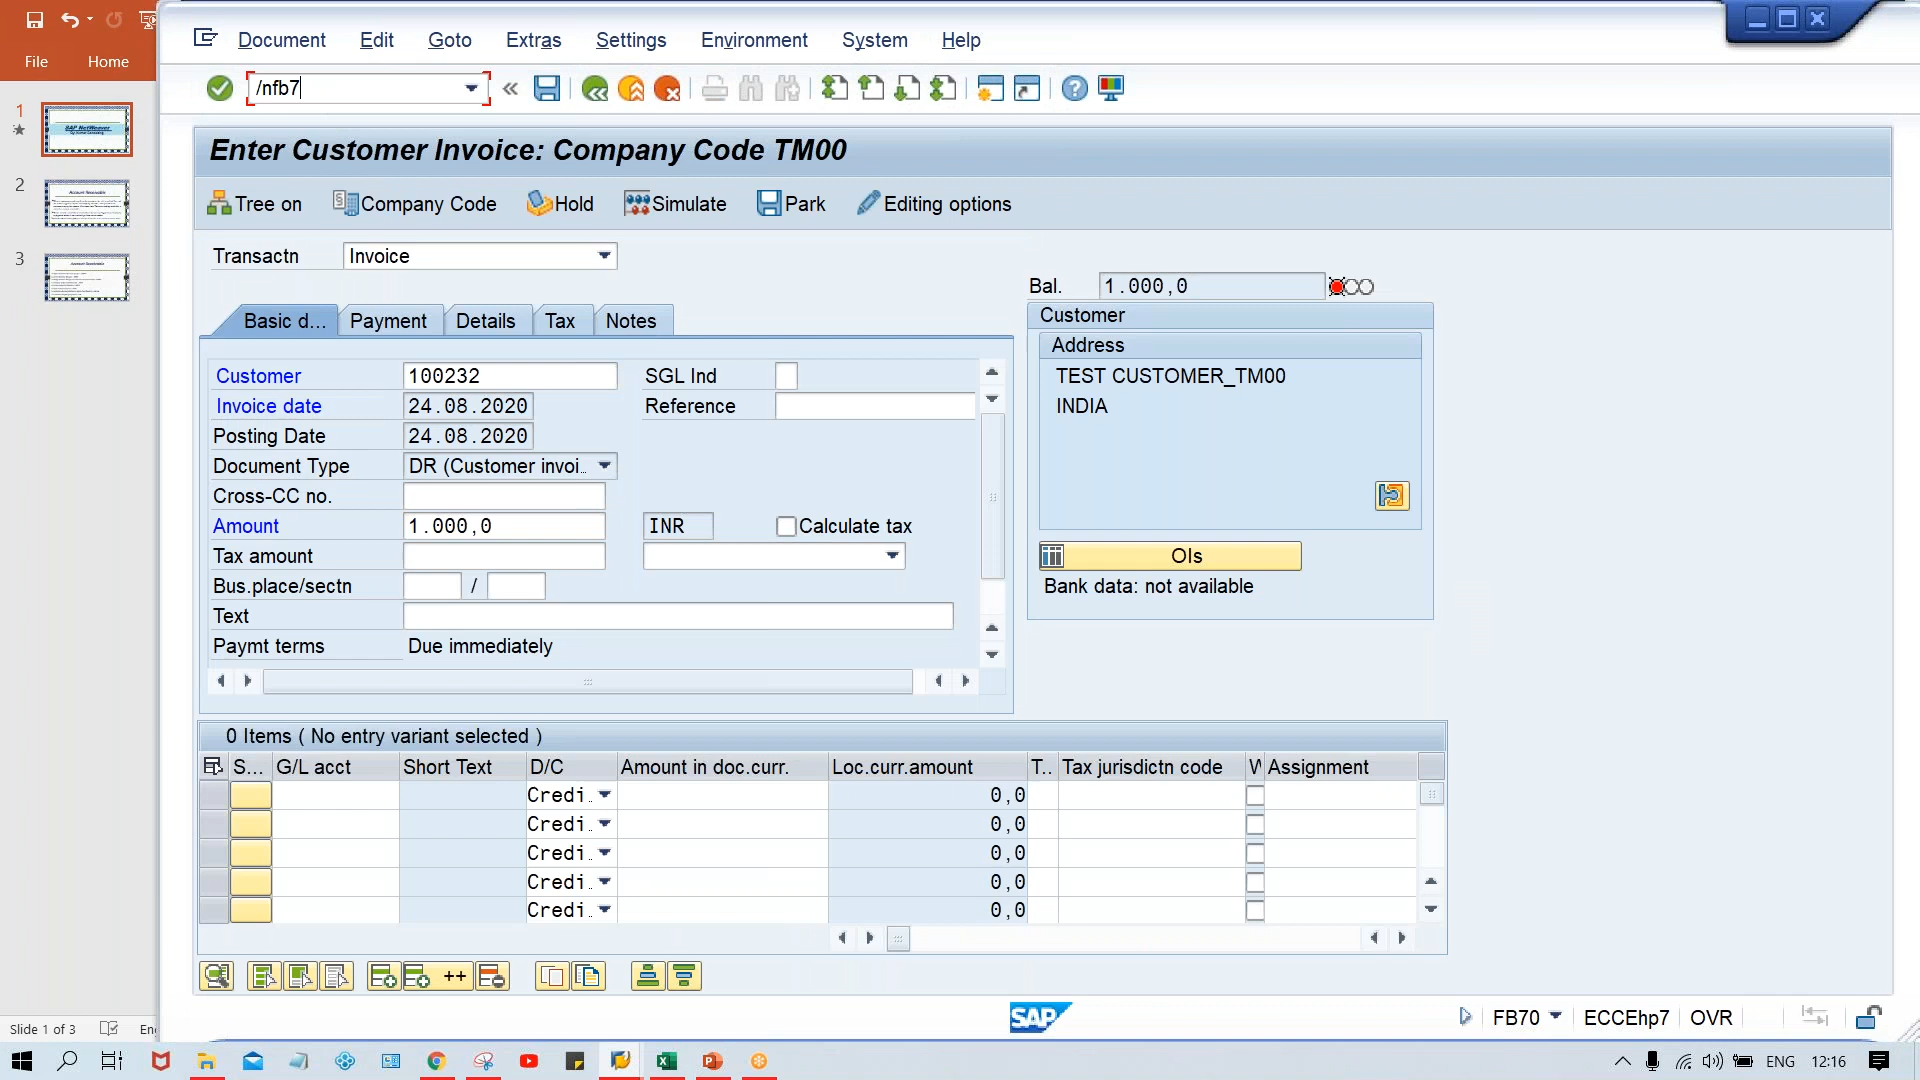 File
Home
1
2
3
SAP NetWeaver
Account Receivable
Slide 1 of 3
Document Edit Goto Extras Settings Environment System Help
/nfb7
Enter Customer Invoice: Company Code TM00
Tree on Company Code Hold Simulate Park Editing options
Transactn Invoice
Bal. 1.000,0
Basic d... Payment Details Tax Notes
Customer 100232 SGL Ind
Invoice date 24.08.2020 Reference
Posting Date 24.08.2020
Document Type DR (Customer invoi..
Cross-CC no.
Amount 1.000,0 INR Calculate tax
Tax amount
Bus.place/sectn /
Text
Paymt terms Due immediately
Customer
Address
TEST CUSTOMER_TM00
INDIA
OIs
Bank data: not available
0 Items ( No entry variant selected )
S... G/L acct Short Text D/C Amount in doc.curr. Loc.curr.amount T.. Tax jurisdictn code W Assignment
Credi.. 0,0
Credi.. 0,0
Credi.. 0,0
Credi.. 0,0
Credi.. 0,0
++
SAP
FB70 ECCEhp7 OVR
ENG 12:16